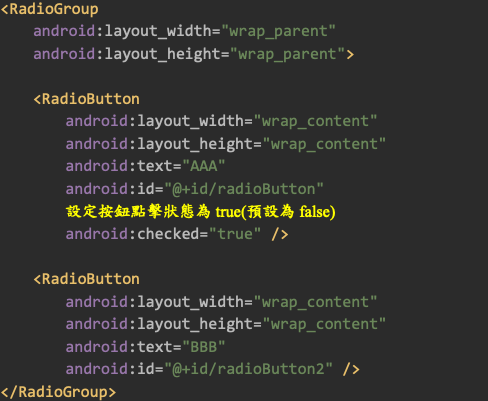 <RadioGroup
android:layout_width="wrap_parent"
android:layout_height="wrap_parent">
<RadioButton
android:layout_width="wrap_content"
android:layout_height="wrap_content"
android:text="AAA"
android:id="@+id/radioButton"
設定按鈕點擊狀態為 true(預設為 false)
android:checked="true" />
<RadioButton
android:layout_width="wrap_content"
android:layout_height="wrap_content"
android:text="BBB"
android:id="@+id/radioButton2" />
</RadioGroup>